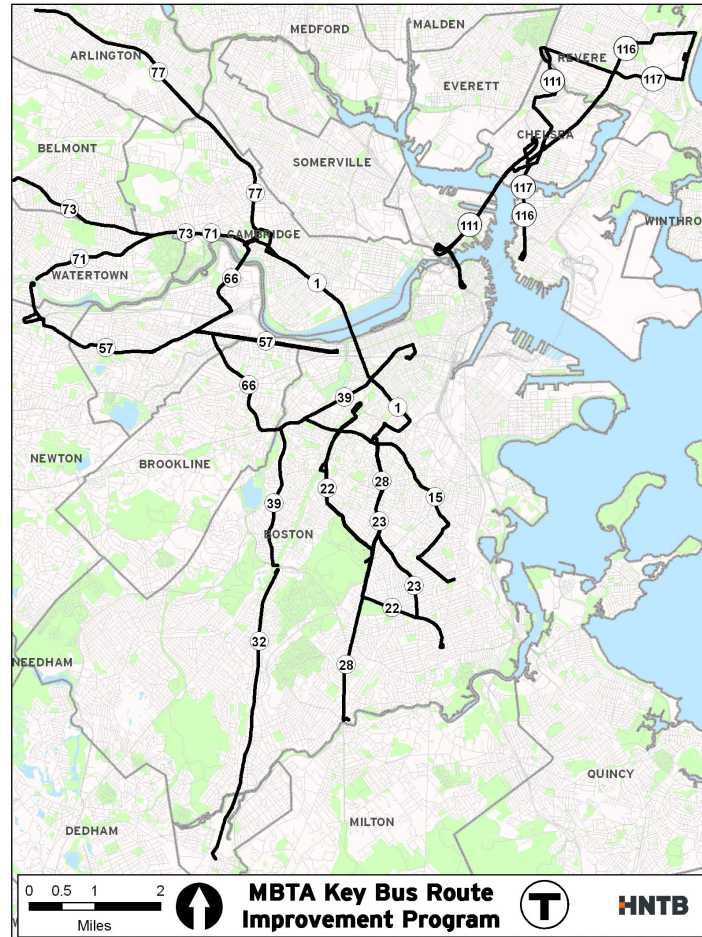 MALDEN
MEDFORD
116
ARLINGTON
REVERE
77
117
111
EVERETT
CHELSEA
BELMONT
SOMERVILLE
117
77
73
116
WINTHRO
111
73
71
CAMBRIDGE
71
WATERTOWN
66
1
57
57
66
39
1
NEWTON
BROOKLINE
28
22
15
39
23
BOSTON
23
22
32
NEEDHAM
28
QUINCY
MILTON
DEDHAM
0 0.5 1 2
Miles
MBTA Key Bus Route
Improvement Program
T
HNTB